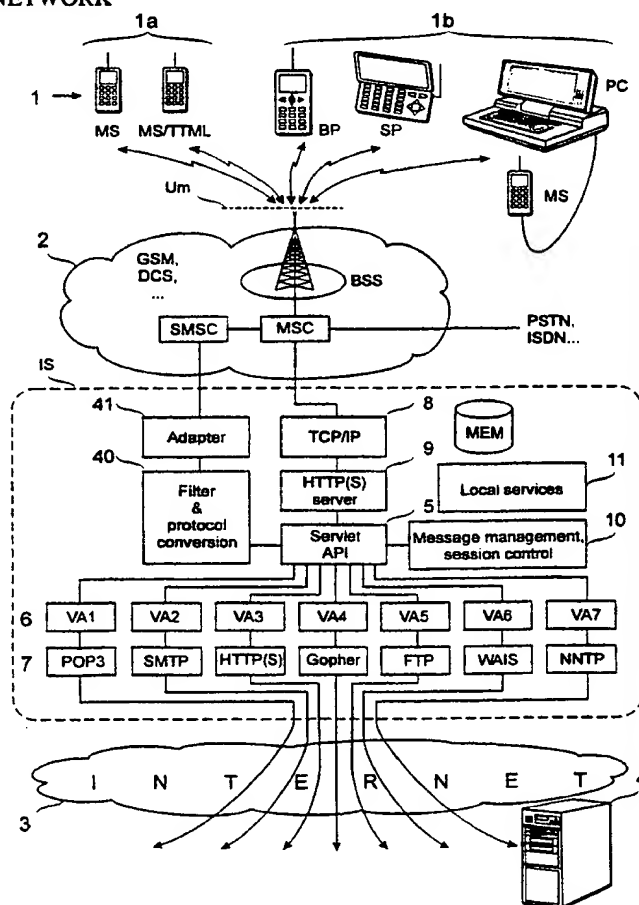 NETWORK
1a
1b
1
MS
MS/TTML
BP
SP
PC
MS
Um
2
GSM,
DCS,
...
BSS
SMSC
MSC
PSTN,
ISDN...
IS
41
8
Adapter
TCP/IP
MEM
40
9
11
Filter
&
protocol
conversion
HTTP(S)
server
Local services
5
10
Servlet
API
Message management,
session control
6
VA1
VA2
VA3
VA4
VA5
VA6
VA7
7
POP3
SMTP
HTTP(S)
Gopher
FTP
WAIS
NNTP
I N T E R N E T
3
4